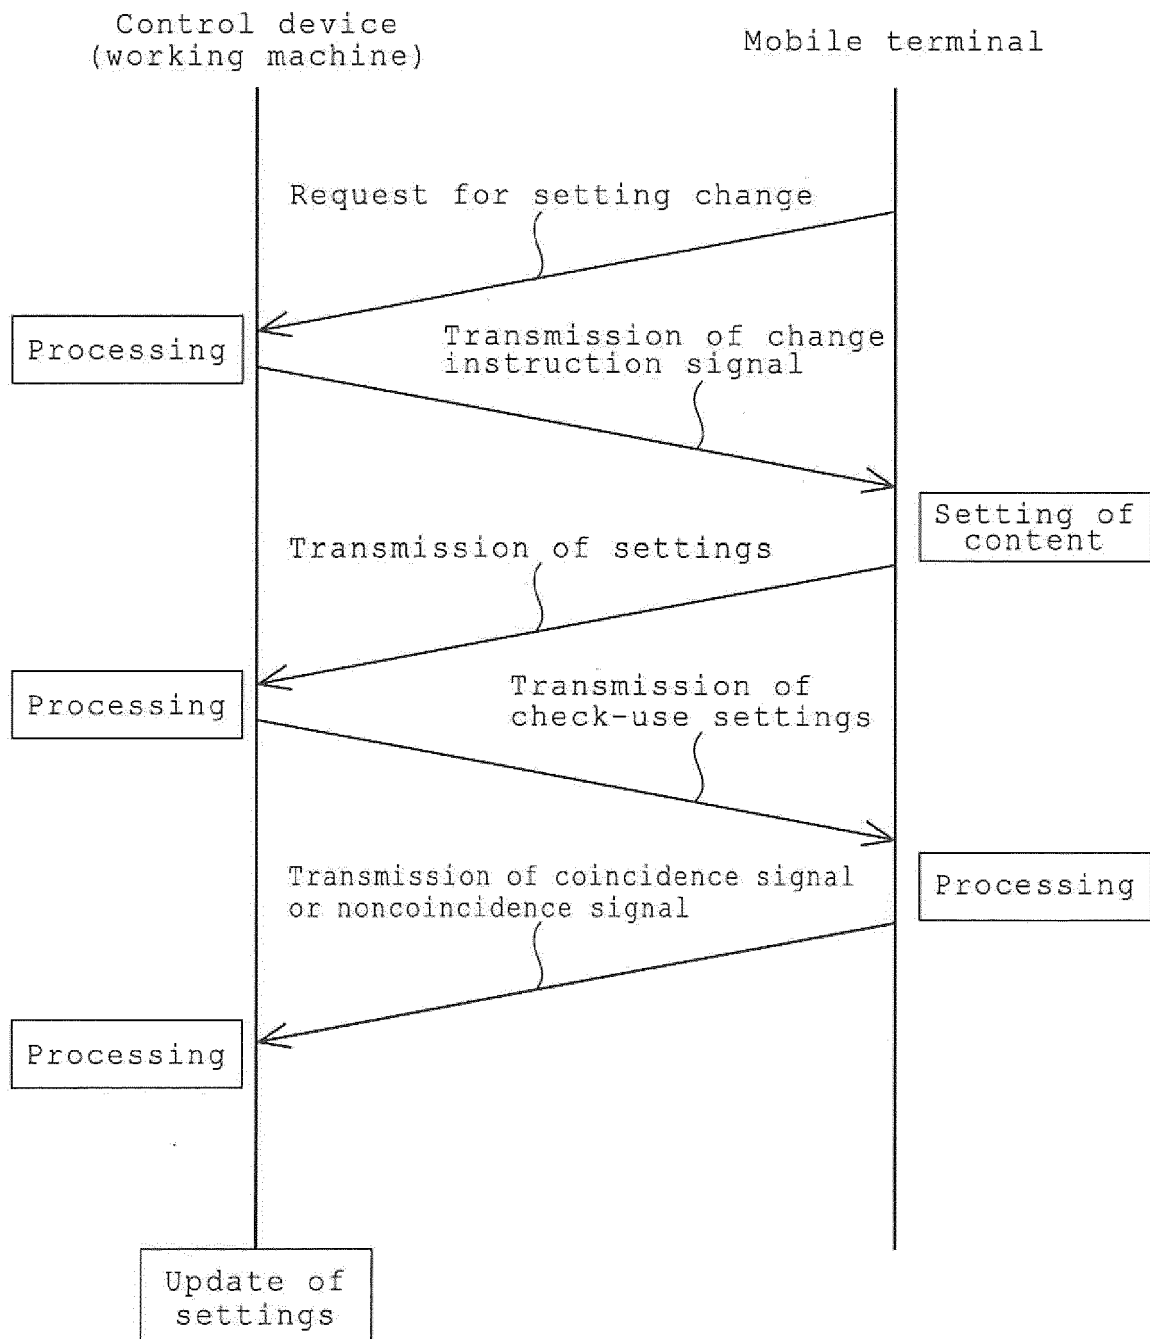 Control device
(working machine)
Mobile terminal
Request for setting change
Processing
Transmission of change
instruction signal
Setting of
content
Transmission of settings
Processing
Transmission of
check-use settings
Processing
Transmission of coincidence signal
or noncoincidence signal
Processing
Update of
settings